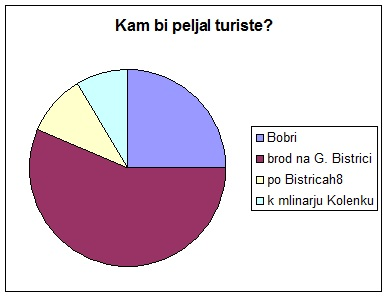 Kam bi peljal turiste?
Bobri
brod na G. Bistrici
po Bistricah8
k mlinarju Kolenku